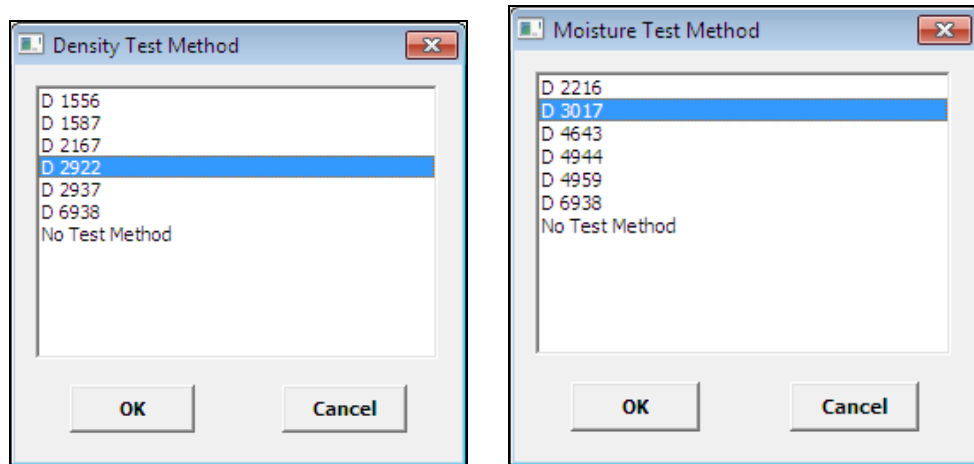 Density Test Method
D 1556
D 1587
D 2167
D 2922
D 2937
D 6938
No Test Method
OK
Cancel
Moisture Test Method
D 2216
D 3017
D 4643
D 4944
D 4959
D 6938
No Test Method
OK
Cancel